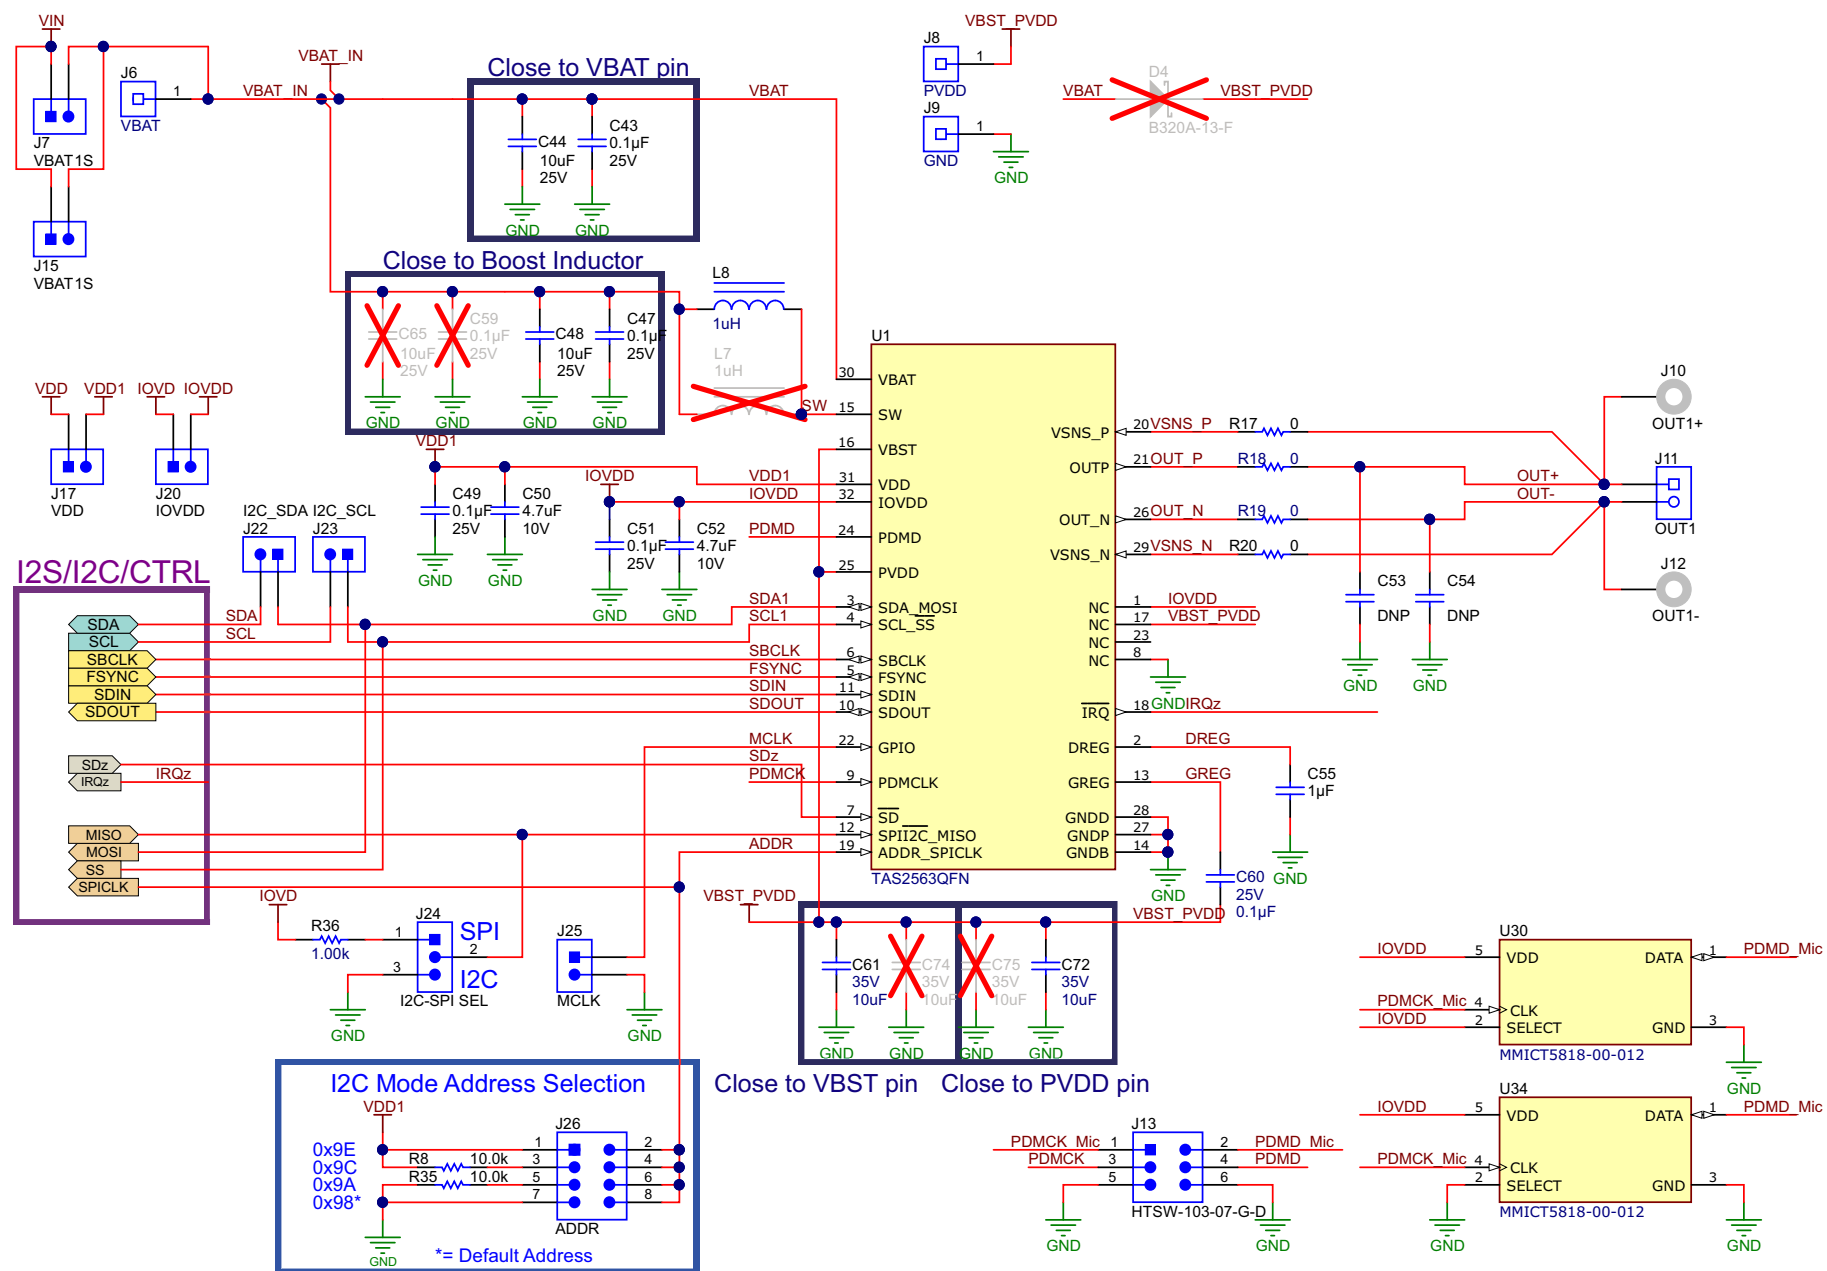 VIN
J7
VBAT1S
J6
1
VBAT
VBAT_IN
VBAT_IN
J15
VBAT1S
Close to VBAT pin
C44
10uF
25V
C43
0.1µF
25V
GND
GND
VBAT
J8
PVDD
1
VBST_PVDD
J9
GND
1
GND
VBAT
D4
B320A-13-F
VBST_PVDD
Close to Boost Inductor
C65
10uF
25V
C59
0.1µF
25V
C48
10uF
25V
C47
0.1µF
25V
GND
GND
GND
GND
L8
1uH
L7
1uH
SW
VDD
VDD1
J17
VDD
IOVD
IOVDD
J20
IOVDD
VDD1
C49
0.1µF
25V
C50
4.7uF
10V
GND
GND
IOVDD
C51
0.1µF
25V
C52
4.7uF
10V
GND
GND
I2C_SDA
J22
I2C_SCL
J23
I2S/I2C/CTRL
SDA
SCL
SBCLK
FSYNC
SDIN
SDOUT
SDz
IRQz
MISO
MOSI
SS
SPICLK
SDA
SCL
IRQz
VDD1
IOVDD
PDMD
SDA1
SCL1
SBCLK
FSYNC
SDIN
SDOUT
MCLK
SDz
PDMCK
ADDR
U1
30 VBAT
15 SW
16 VBST
31 VDD
32 IOVDD
24 PDMD
25 PVDD
3 SDA_MOSI
4 SCL_SS
6 SBCLK
5 FSYNC
11 SDIN
10 SDOUT
22 GPIO
9 PDMCLK
7 SD
12 SPII2C_MISO
19 ADDR_SPICLK
VSNS_P 20 VSNS_P
OUTP 21 OUT_P
OUT_N 26 OUT_N
VSNS_N 29 VSNS_N
NC 1 IOVDD
NC 17 VBST_PVDD
NC 23
NC 8
GND
IRQ 18 IRQz
DREG 2 DREG
GREG 13 GREG
GNDD 28
GNDP 27
GNDB 14
GND
TAS2563QFN
R17 0
R18 0
R19 0
R20 0
C53
DNP
C54
DNP
GND
GND
OUT+
OUT-
J10
OUT1+
J11
OUT1
J12
OUT1-
C55
1µF
GND
C60
25V
0.1µF
IOVD
R36
1.00k
GND
J24
1
2
3
SPI
I2C
I2C-SPI SEL
J25
MCLK
GND
VBST_PVDD
VBST_PVDD
C61
35V
10uF
C74
35V
10uF
C75
35V
10uF
C72
35V
10uF
GND
GND
GND
GND
Close to VBST pin
Close to PVDD pin
I2C Mode Address Selection
VDD1
0x9E
0x9C
0x9A
0x98*
R8 10.0k
R35 10.0k
J26
1 2
3 4
5 6
7 8
ADDR
GND
*= Default Address
J13
PDMCK_Mic 1 2 PDMD_Mic
PDMCK 3 4 PDMD
5 6
HTSW-103-07-G-D
GND
GND
U30
IOVDD 5 VDD
DATA 1 PDMD_Mic
PDMCK_Mic 4 CLK
IOVDD 2 SELECT
GND 3
MMICT5818-00-012
GND
U34
IOVDD 5 VDD
DATA 1 PDMD_Mic
PDMCK_Mic 4 CLK
2 SELECT
GND 3
MMICT5818-00-012
GND
GND